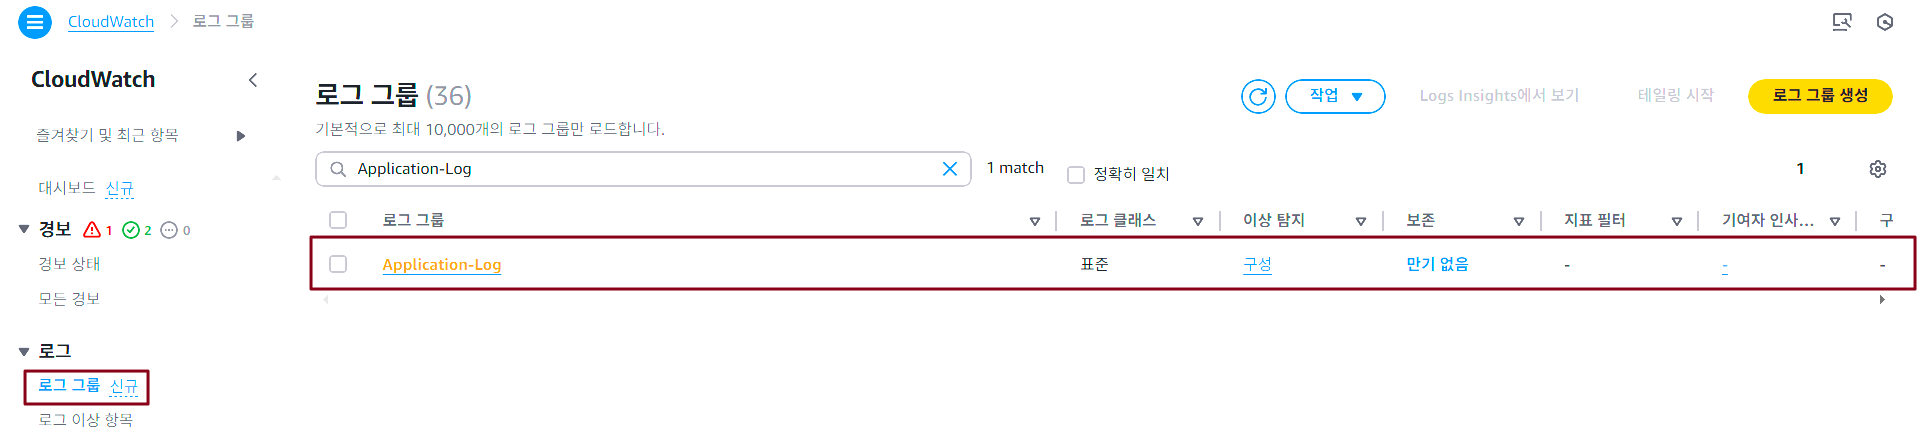 CloudWatch > 로그 그룹
CloudWatch
즐겨찾기 및 최근 항목
대시보드 신규
경보 1 2 0
경보 상태
모든 경보
로그
로그 그룹 신규
로그 이상 항목
로그 그룹 (36)
작업
Logs Insights에서 보기
테일링 시작
로그 그룹 생성
기본적으로 최대 10,000개의 로그 그룹만 로드합니다.
Application-Log
1 match
정확히 일치
1
로그 그룹 로그 클래스 이상 탐지 보존 지표 필터 기여자 인사... 구
Application-Log 표준 구성 만기 없음 - - -